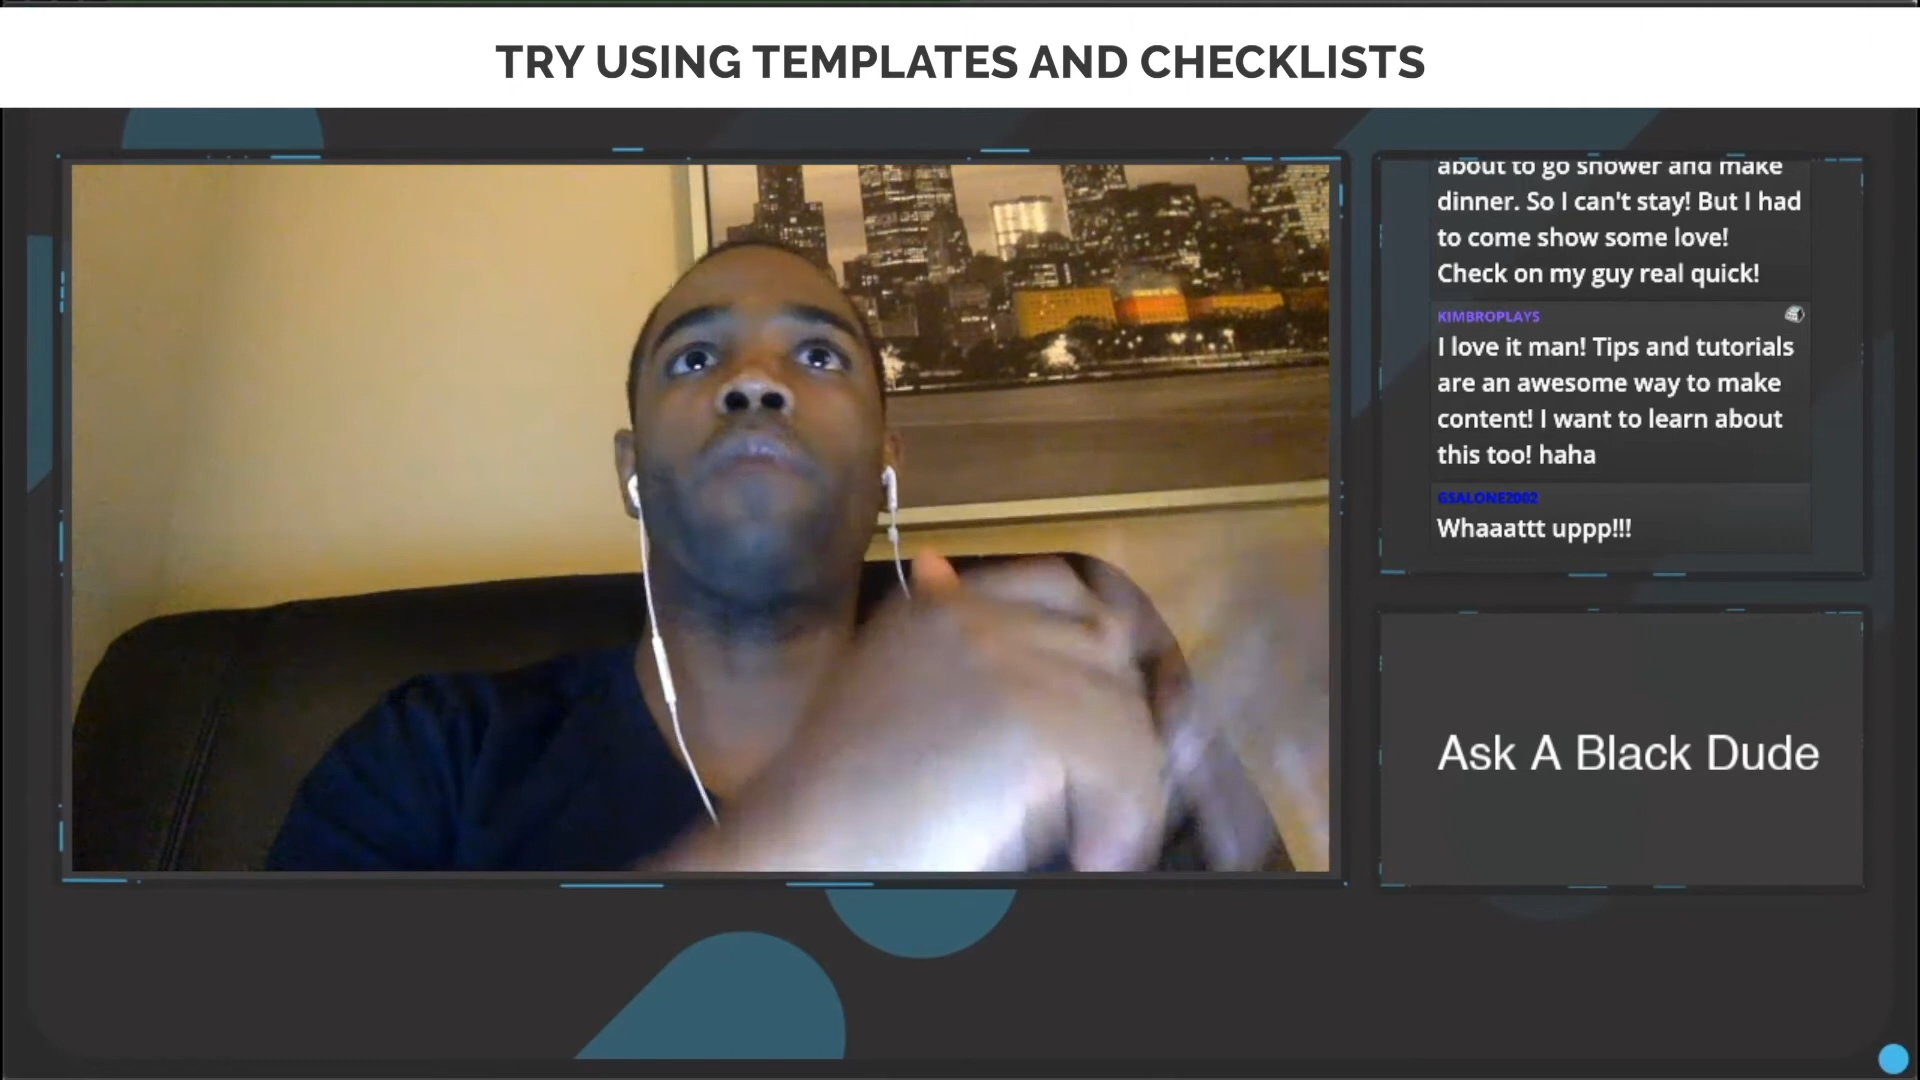 TRY USING TEMPLATES AND CHECKLISTS
about to go shower and make
dinner. So I can't stay! But I had
to come show some love!
Check on my guy real quick!
KIMBROPLAYS
I love it man! Tips and tutorials
are an awesome way to make
content! I want to learn about
this too! haha
GSALONE2002
Whaaattt uppp!!!
Ask A Black Dude